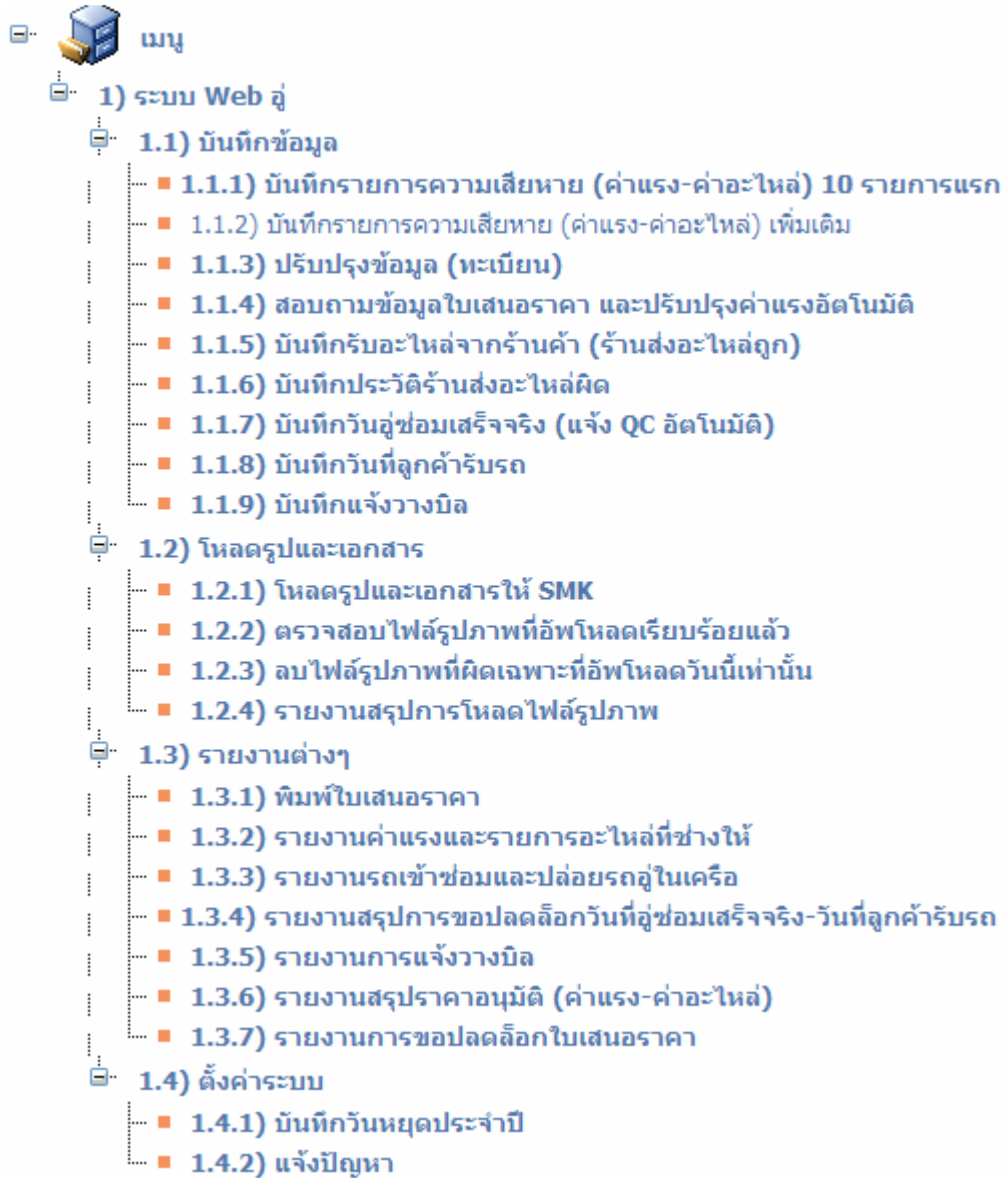 เมนู
1) ระบบ Web อู่
1.1) บันทึกข้อมูล
1.1.1) บันทึกรายการความเสียหาย (ค่าแรง-ค่าอะไหล่) 10 รายการแรก
1.1.2) บันทึกรายการความเสียหาย (ค่าแรง-ค่าอะไหล่) เพิ่มเติม
1.1.3) ปรับปรุงข้อมูล (ทะเบียน)
1.1.4) สอบถามข้อมูลใบเสนอราคา และปรับปรุงค่าแรงอัตโนมัติ
1.1.5) บันทึกรับอะไหล่จากร้านค้า (ร้านส่งอะไหล่ถูก)
1.1.6) บันทึกประวัติร้านส่งอะไหล่ผิด
1.1.7) บันทึกวันอู่ซ่อมเสร็จจริง (แจ้ง QC อัตโนมัติ)
1.1.8) บันทึกวันที่ลูกค้ารับรถ
1.1.9) บันทึกแจ้งวางบิล
1.2) โหลดรูปและเอกสาร
1.2.1) โหลดรูปและเอกสารให้ SMK
1.2.2) ตรวจสอบไฟล์รูปภาพที่อัพโหลดเรียบร้อยแล้ว
1.2.3) ลบไฟล์รูปภาพที่ผิดเฉพาะที่อัพโหลดวันนี้เท่านั้น
1.2.4) รายงานสรุปการโหลดไฟล์รูปภาพ
1.3) รายงานต่างๆ
1.3.1) พิมพ์ใบเสนอราคา
1.3.2) รายงานค่าแรงและรายการอะไหล่ที่ช่างให้
1.3.3) รายงานรถเข้าซ่อมและปล่อยรถอู่ในเครือ
1.3.4) รายงานสรุปการขอปลดล็อกวันที่อู่ซ่อมเสร็จจริง-วันที่ลูกค้ารับรถ
1.3.5) รายงานการแจ้งวางบิล
1.3.6) รายงานสรุปราคาอนุมัติ (ค่าแรง-ค่าอะไหล่)
1.3.7) รายงานการขอปลดล็อกใบเสนอราคา
1.4) ตั้งค่าระบบ
1.4.1) บันทึกวันหยุดประจำปี
1.4.2) แจ้งปัญหา